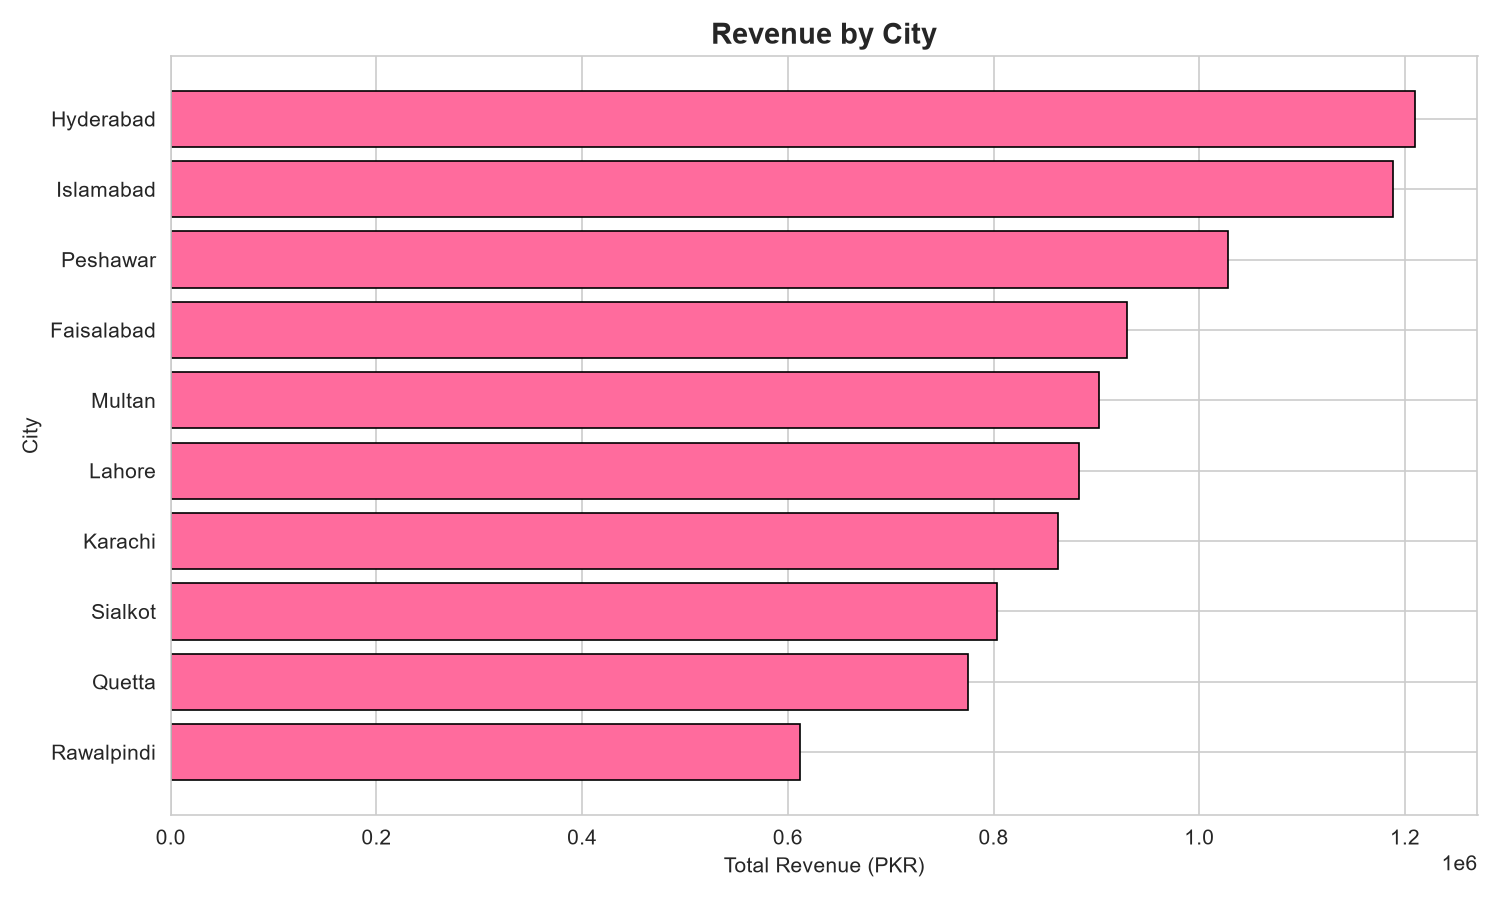 Revenue by City
Hyderabad
Islamabad
Peshawar
Faisalabad
Multan
Lahore
Karachi
Sialkot
Quetta
Rawalpindi
City
0.0 0.2 0.4 0.6 0.8 1.0 1.2
1e6
Total Revenue (PKR)